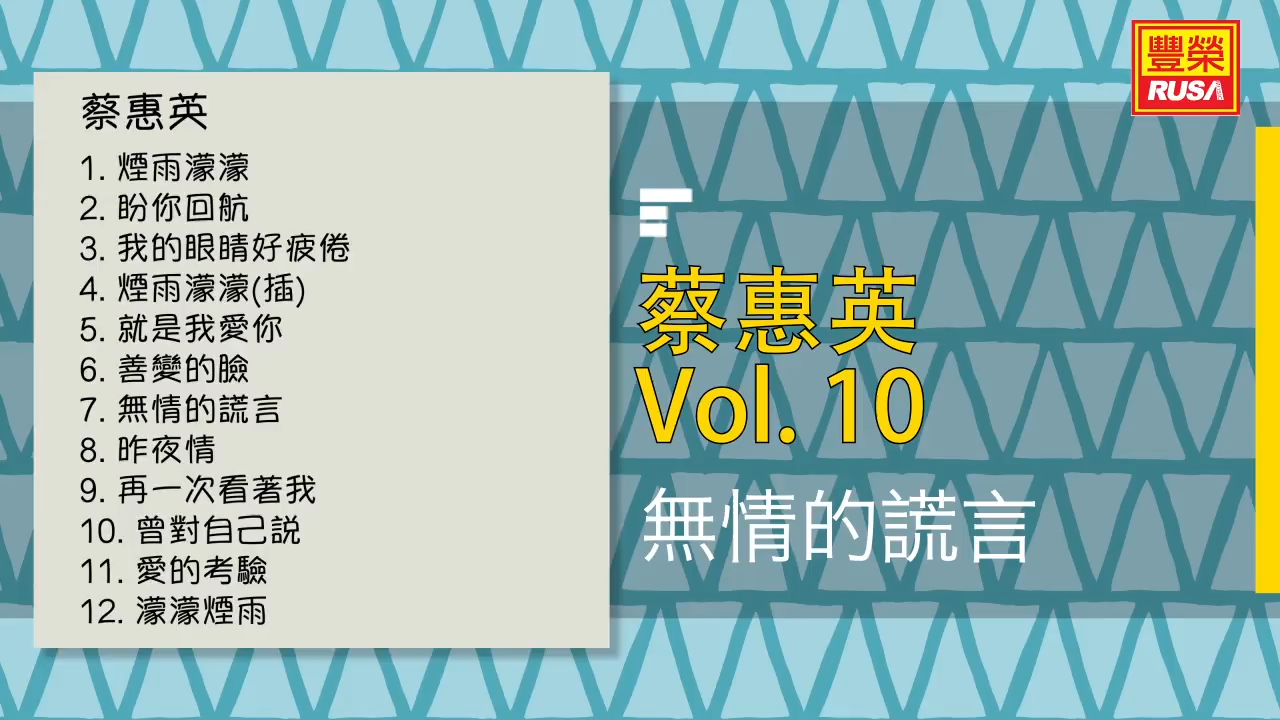 蔡惠英
1. 煙雨濛濛
2. 盼你回航
3. 我的眼睛好疲倦
4. 煙雨濛濛(插)
5. 就是我愛你
6. 善變的臉
7. 無情的謊言
8. 昨夜情
9. 再一次看著我
10. 曾對自己説
11. 愛的考驗
12. 濛濛煙雨
豐榮
RUSA
蔡惠英
Vol. 10
無情的謊言